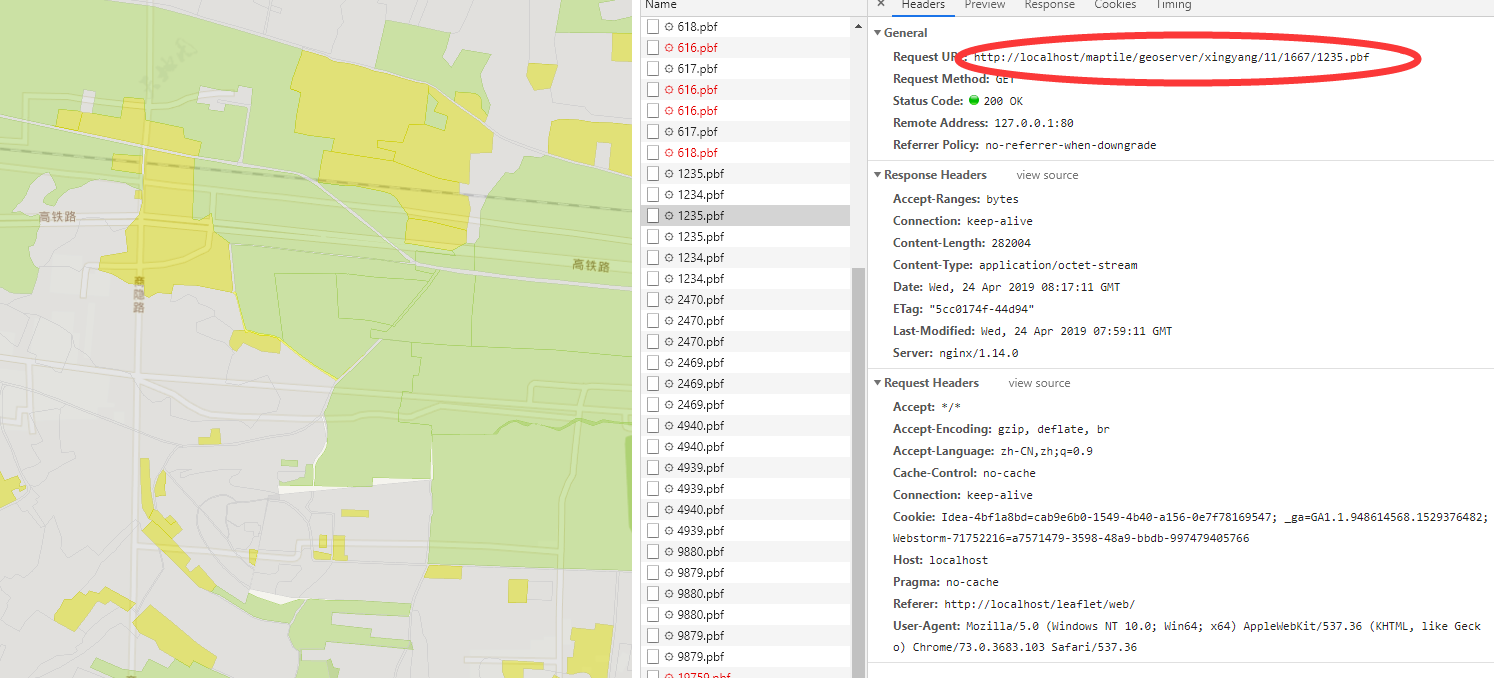 高铁路
高铁路
商隐路
Name
618.pbf
616.pbf
617.pbf
616.pbf
616.pbf
617.pbf
618.pbf
1235.pbf
1234.pbf
1235.pbf
1235.pbf
1234.pbf
1234.pbf
2470.pbf
2470.pbf
2470.pbf
2469.pbf
2469.pbf
2469.pbf
4940.pbf
4940.pbf
4939.pbf
4939.pbf
4940.pbf
4939.pbf
9880.pbf
9879.pbf
9880.pbf
9880.pbf
9879.pbf
9879.pbf
19759.pbf
× Headers Preview Response Cookies Timing
General
Request UR : http://localhost/maptile/geoserver/xingyang/11/1667/1235.pbf
Request Method: GET
Status Code: 200 OK
Remote Address: 127.0.0.1:80
Referrer Policy: no-referrer-when-downgrade
Response Headers view source
Accept-Ranges: bytes
Connection: keep-alive
Content-Length: 282004
Content-Type: application/octet-stream
Date: Wed, 24 Apr 2019 08:17:11 GMT
ETag: "5cc0174f-44d94"
Last-Modified: Wed, 24 Apr 2019 07:59:11 GMT
Server: nginx/1.14.0
Request Headers view source
Accept: */*
Accept-Encoding: gzip, deflate, br
Accept-Language: zh-CN,zh;q=0.9
Cache-Control: no-cache
Connection: keep-alive
Cookie: Idea-4bf1a8bd=cab9e6b0-1549-4b40-a156-0e7f78169547; _ga=GA1.1.948614568.1529376482;
Webstorm-71752216=a7571479-3598-48a9-bbdb-997479405766
Host: localhost
Pragma: no-cache
Referer: http://localhost/leaflet/web/
User-Agent: Mozilla/5.0 (Windows NT 10.0; Win64; x64) AppleWebKit/537.36 (KHTML, like Geck
o) Chrome/73.0.3683.103 Safari/537.36